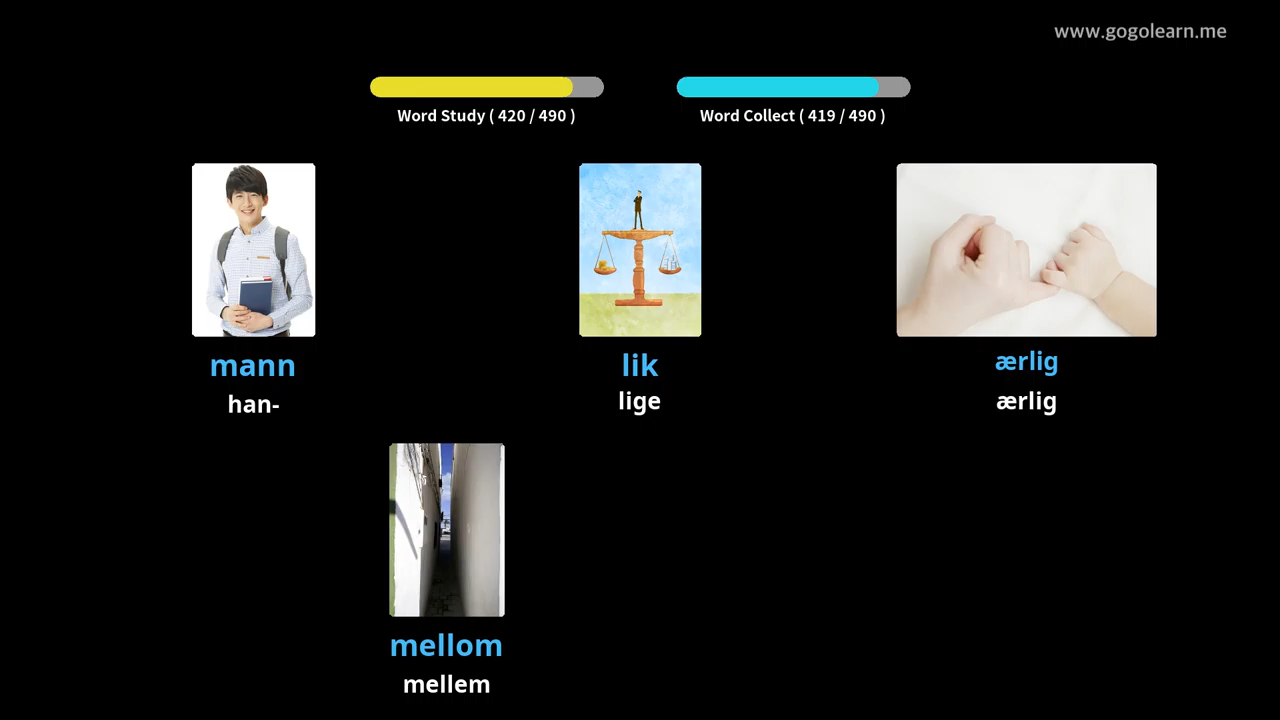 www.gogolearn.me
Word Study ( 420 / 490 )
Word Collect ( 419 / 490 )
mann
han-
lik
lige
ærlig
ærlig
mellom
mellem